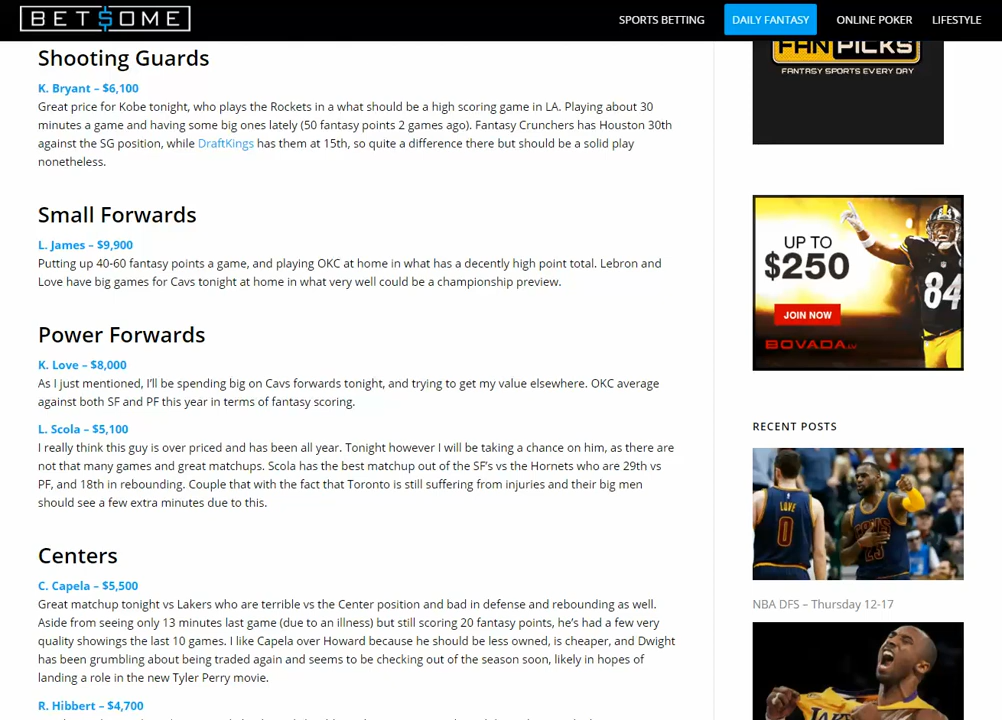 BET$OME
SPORTS BETTING
DAILY FANTASY
ONLINE POKER
LIFESTYLE
Shooting Guards
K. Bryant – $6,100
Great price for Kobe tonight, who plays the Rockets in a what should be a high scoring game in LA. Playing about 30
minutes a game and having some big ones lately (50 fantasy points 2 games ago). Fantasy Crunchers has Houston 30th
against the SG position, while DraftKings has them at 15th, so quite a difference there but should be a solid play
nonetheless.
Small Forwards
L. James – $9,900
Putting up 40-60 fantasy points a game, and playing OKC at home in what has a decently high point total. Lebron and
Love have big games for Cavs tonight at home in what very well could be a championship preview.
Power Forwards
K. Love – $8,000
As I just mentioned, I'll be spending big on Cavs forwards tonight, and trying to get my value elsewhere. OKC average
against both SF and PF this year in terms of fantasy scoring.
L. Scola – $5,100
I really think this guy is over priced and has been all year. Tonight however I will be taking a chance on him, as there are
not that many games and great matchups. Scola has the best matchup out of the SF's vs the Hornets who are 29th vs
PF, and 18th in rebounding. Couple that with the fact that Toronto is still suffering from injuries and their big men
should see a few extra minutes due to this.
Centers
C. Capela – $5,500
Great matchup tonight vs Lakers who are terrible vs the Center position and bad in defense and rebounding as well.
Aside from seeing only 13 minutes last game (due to an illness) but still scoring 20 fantasy points, he's had a few very
quality showings the last 10 games. I like Capela over Howard because he should be less owned, is cheaper, and Dwight
has been grumbling about being traded again and seems to be checking out of the season soon, likely in hopes of
landing a role in the new Tyler Perry movie.
R. Hibbert – $4,700
FAN PICKS
FANTASY SPORTS EVERY DAY
UP TO
$250
JOIN NOW
BOVADA.LV
84
RECENT POSTS
LOVE
0
23
NBA DFS – Thursday 12-17